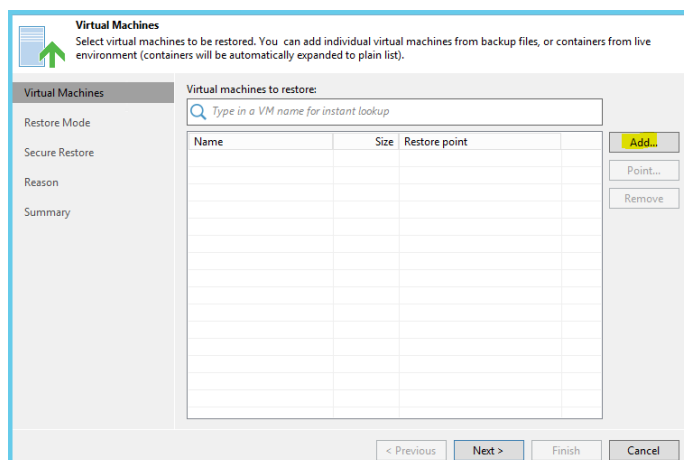 Virtual Machines
Select virtual machines to be restored. You can add individual virtual machines from backup files, or containers from live
environment (containers will be automatically expanded to plain list).
Virtual Machines
Restore Mode
Secure Restore
Reason
Summary
Virtual machines to restore:
Type in a VM name for instant lookup
Name Size Restore point
Add...
Point...
Remove
< Previous Next > Finish Cancel